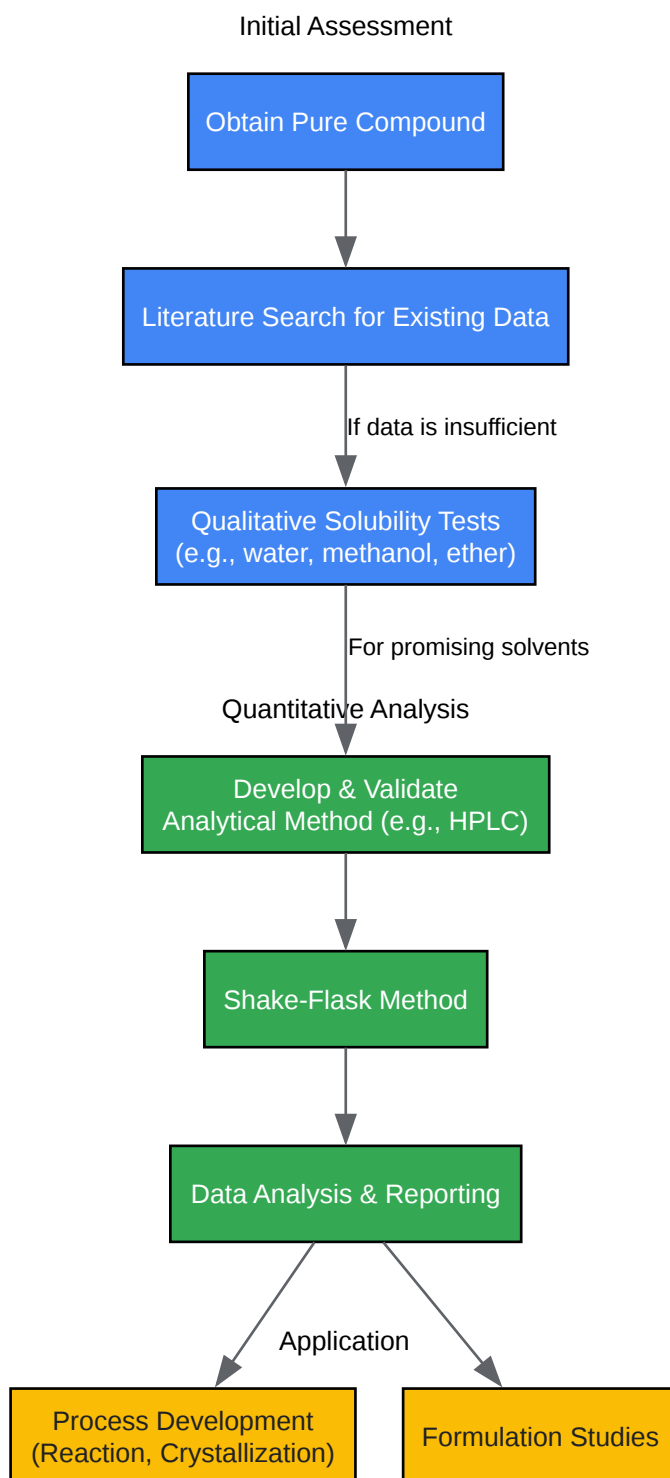 Initial Assessment
Obtain Pure Compound
Literature Search for Existing Data
If data is insufficient
Qualitative Solubility Tests
(e.g., water, methanol, ether)
For promising solvents
Quantitative Analysis
Develop & Validate
Analytical Method (e.g., HPLC)
Shake-Flask Method
Data Analysis & Reporting
Application
Process Development
(Reaction, Crystallization)
Formulation Studies